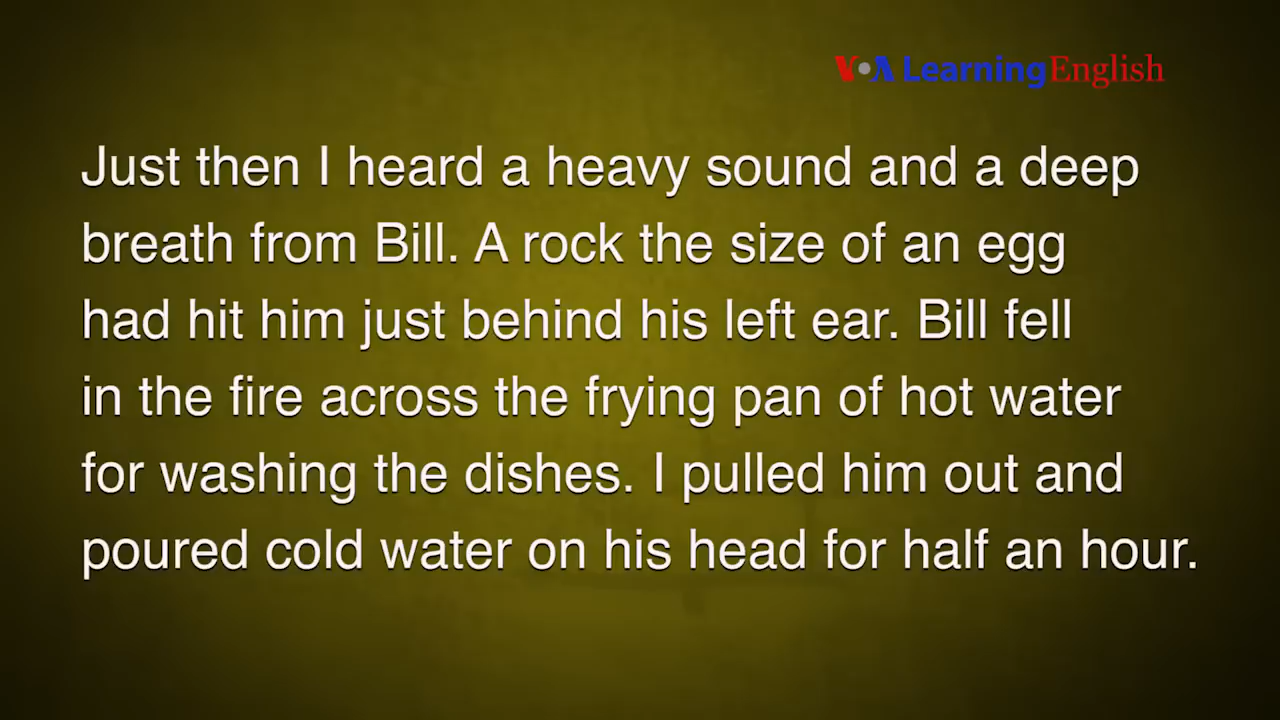 VOA Learning English
Just then I heard a heavy sound and a deep
breath from Bill. A rock the size of an egg
had hit him just behind his left ear. Bill fell
in the fire across the frying pan of hot water
for washing the dishes. I pulled him out and
poured cold water on his head for half an hour.